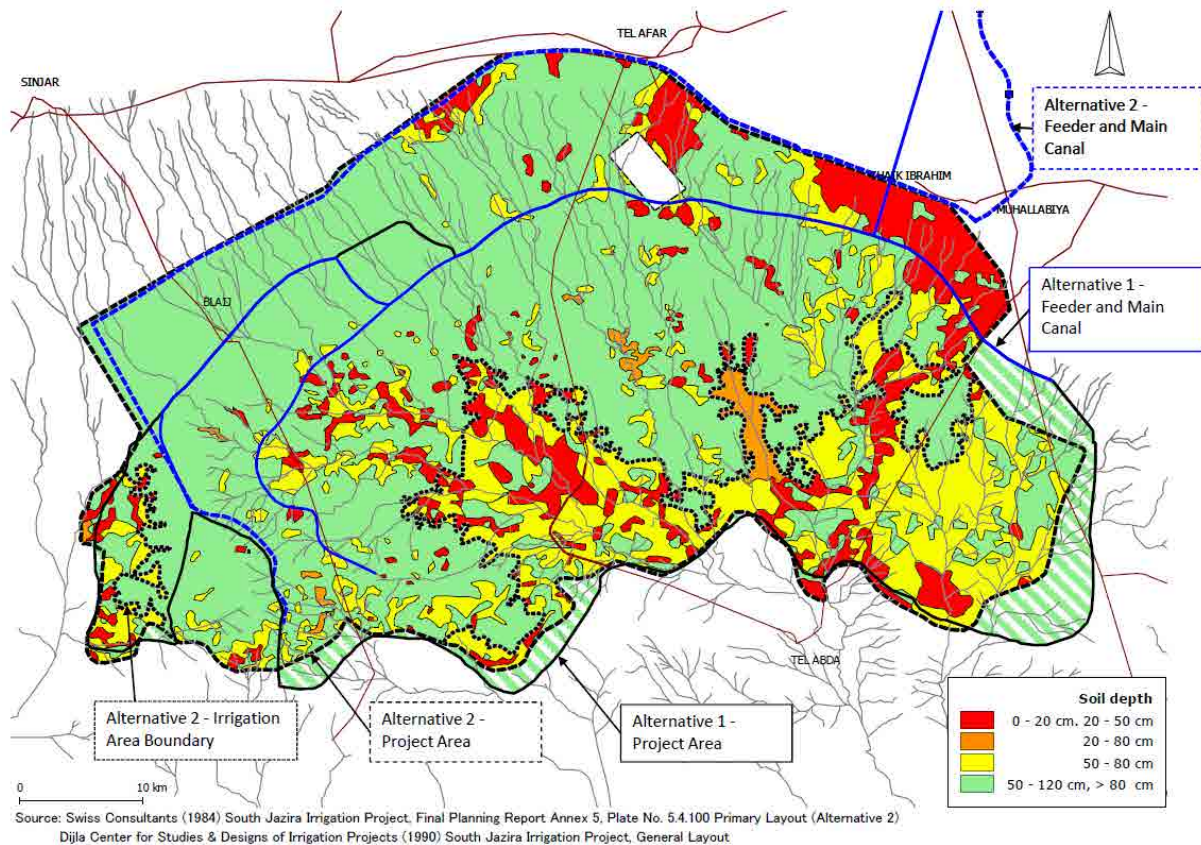 TEL AFAR
SINJAR
Alternative 2 -
Feeder and Main
Canal
SHAIK IBRAHIM
MUHALLABIYA
Alternative 1 -
Feeder and Main
Canal
BLAIJ
TEL ABDA
Alternative 2 - Irrigation
Area Boundary
Alternative 2 -
Project Area
Alternative 1 -
Project Area
Soil depth
0 - 20 cm. 20 - 50 cm
20 - 80 cm
50 - 80 cm
50 - 120 cm, > 80 cm
0 10 km
Source: Swiss Consultants (1984) South Jazira Irrigation Project, Final Planning Report Annex 5, Plate No. 5.4.100 Primary Layout (Alternative 2)
Dijla Center for Studies & Designs of Irrigation Projects (1990) South Jazira Irrigation Project, General Layout